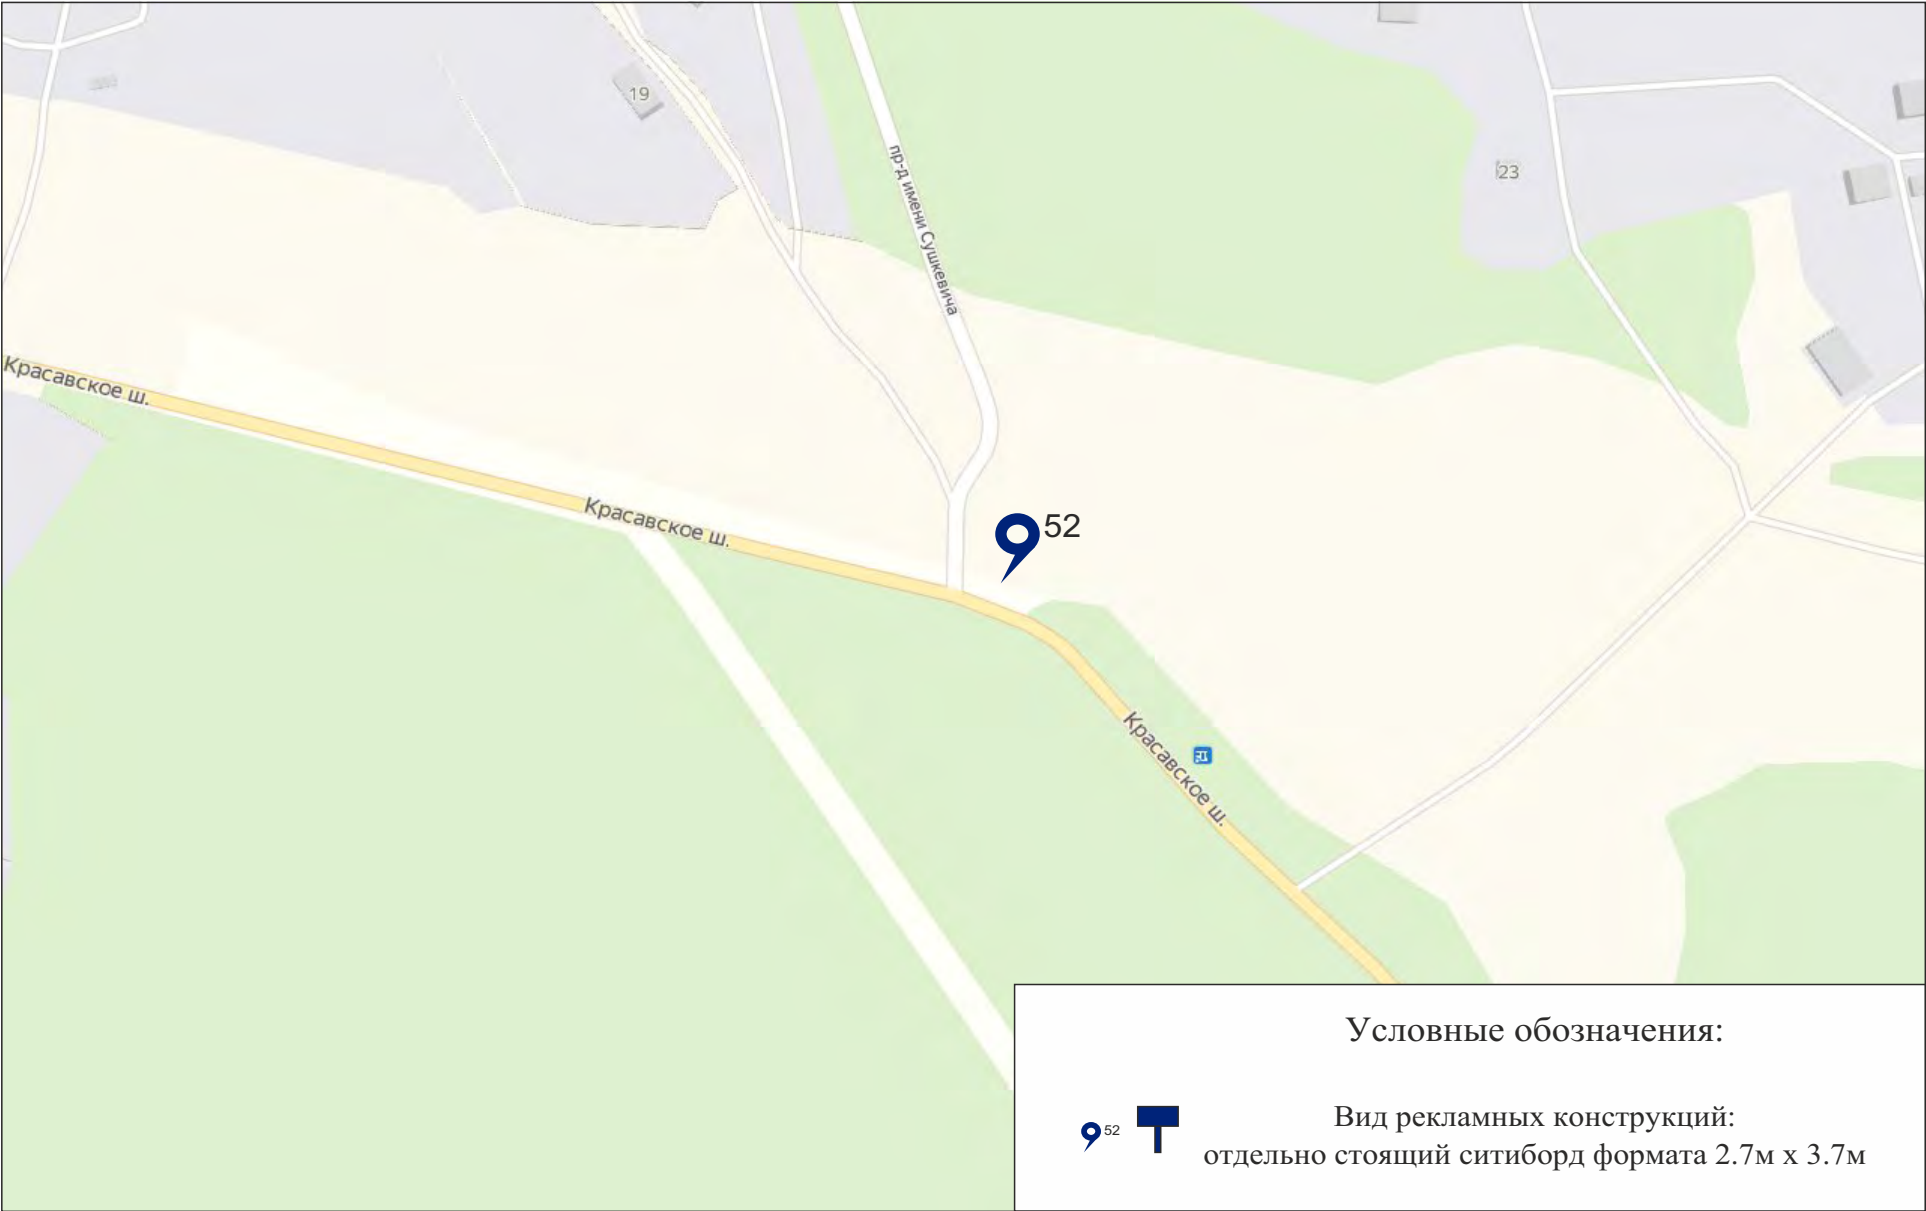 19
пр-д имени Сушкевича
23
Красавское ш.
Красавское ш.
52
Красавское ш.
Условные обозначения:
52
Вид рекламных конструкций:
отдельно стоящий ситиборд формата 2.7м х 3.7м